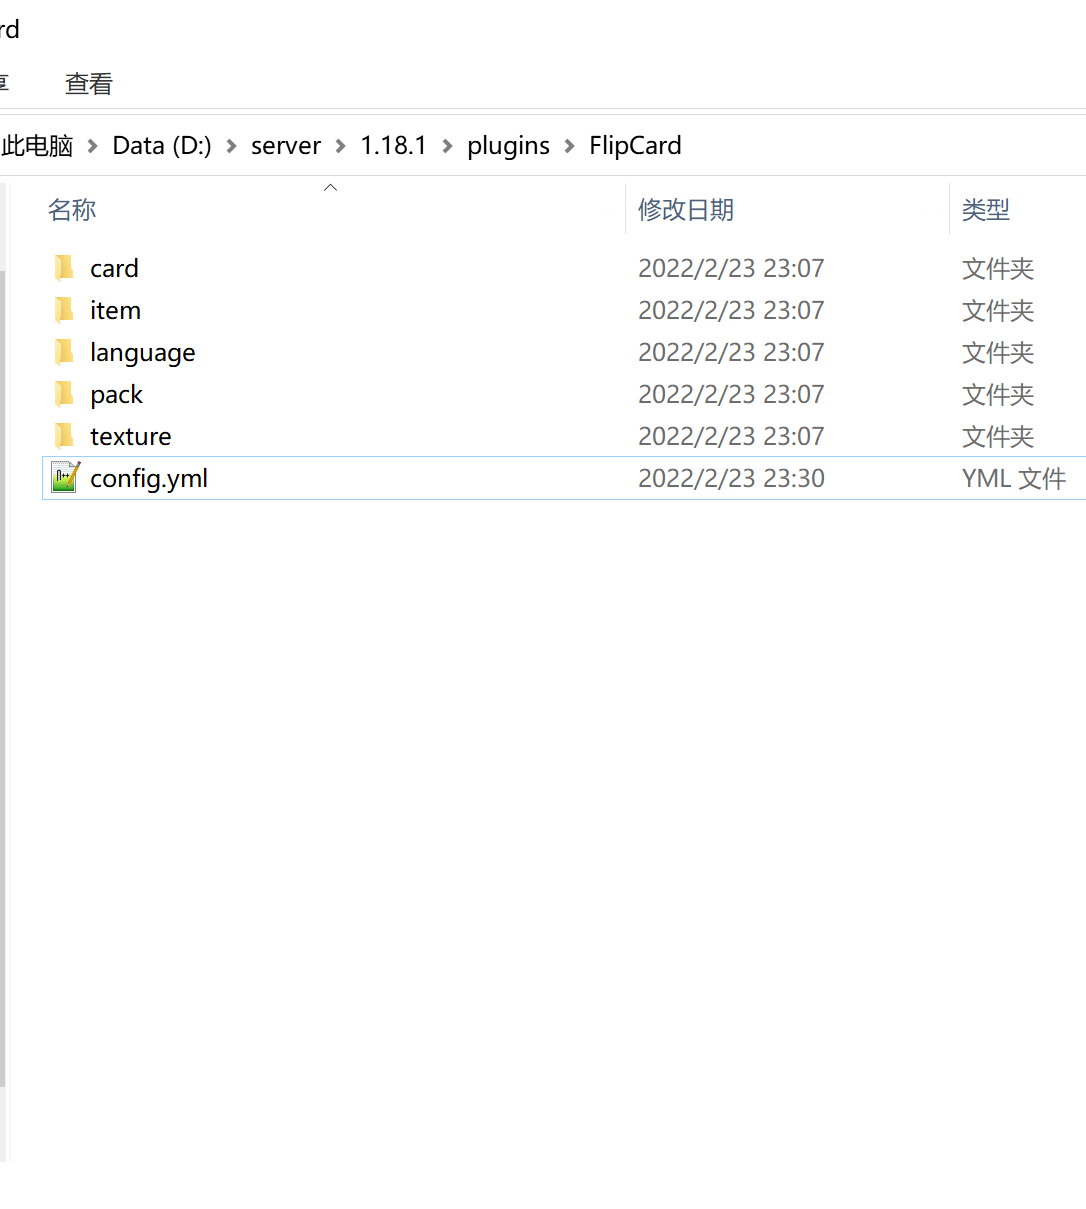 rd
享 查看
此电脑 Data (D:) server 1.18.1 plugins FlipCard
名称 修改日期 类型
card 2022/2/23 23:07 文件夹
item 2022/2/23 23:07 文件夹
language 2022/2/23 23:07 文件夹
pack 2022/2/23 23:07 文件夹
texture 2022/2/23 23:07 文件夹
config.yml 2022/2/23 23:30 YML 文件